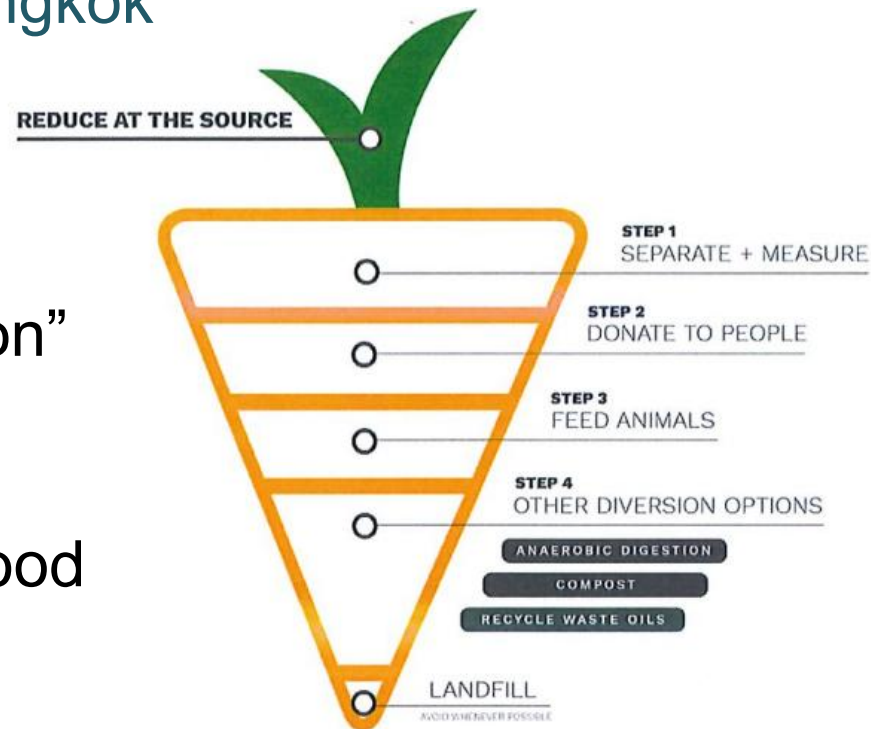 ngkok
REDUCE AT THE SOURCE
STEP 1
SEPARATE + MEASURE
STEP 2
DONATE TO PEOPLE
on”
STEP 3
FEED ANIMALS
STEP 4
OTHER DIVERSION OPTIONS
ANAEROBIC DIGESTION
ood
COMPOST
RECYCLE WASTE OILS
LANDFILL
AVOID WHENEVER POSSIBLE